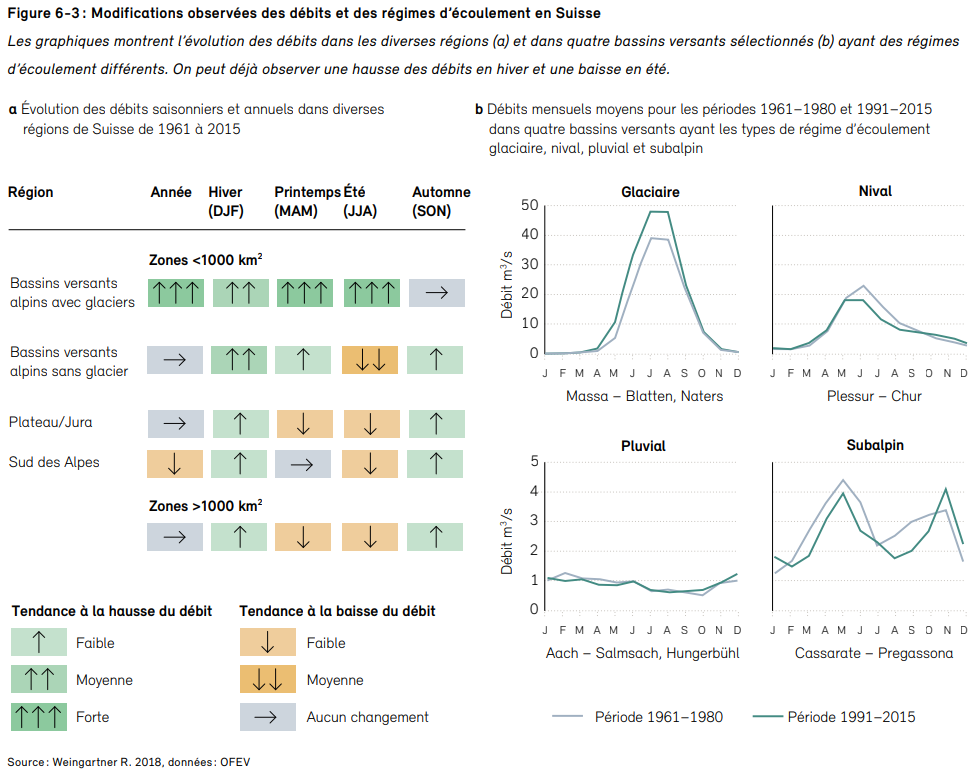 Figure 6-3 : Modifications observées des débits et des régimes d'écoulement en Suisse
Les graphiques montrent l'évolution des débits dans les diverses régions (a) et dans quatre bassins versants sélectionnés (b) ayant des régimes
d'écoulement différents. On peut déjà observer une hausse des débits en hiver et une baisse en été.
a Évolution des débits saisonniers et annuels dans diverses
régions de Suisse de 1961 à 2015
Région Année Hiver (DJF) Printemps (MAM) Été (JJA) Automne (SON)
Zones <1000 km²
Bassins versants
alpins avec glaciers
↑↑↑ ↑↑ ↑↑↑ ↑↑↑ →
Bassins versants
alpins sans glacier
→ ↑↑ ↑ ↓↓ ↑
Plateau/Jura → ↑ ↓ ↓ ↑
Sud des Alpes ↓ ↑ → ↓ ↑
Zones >1000 km²
→ ↑ ↓ ↓ ↑
Tendance à la hausse du débit
↑ Faible
↑↑ Moyenne
↑↑↑ Forte
Tendance à la baisse du débit
↓ Faible
↓↓ Moyenne
→ Aucun changement
b Débits mensuels moyens pour les périodes 1961–1980 et 1991–2015
dans quatre bassins versants ayant les types de régime d'écoulement
glaciaire, nival, pluvial et subalpin
Glaciaire
Débit m³/s
50
40
30
20
10
0
J F M A M J J A S O N D
Massa – Blatten, Naters
Nival
J F M A M J J A S O N D
Plessur – Chur
Pluvial
Débit m³/s
5
4
3
2
1
0
J F M A M J J A S O N D
Aach – Salmsach, Hungerbühl
Subalpin
J F M A M J J A S O N D
Cassarate – Pregassona
Période 1961–1980
Période 1991–2015
Source : Weingartner R. 2018, données : OFEV